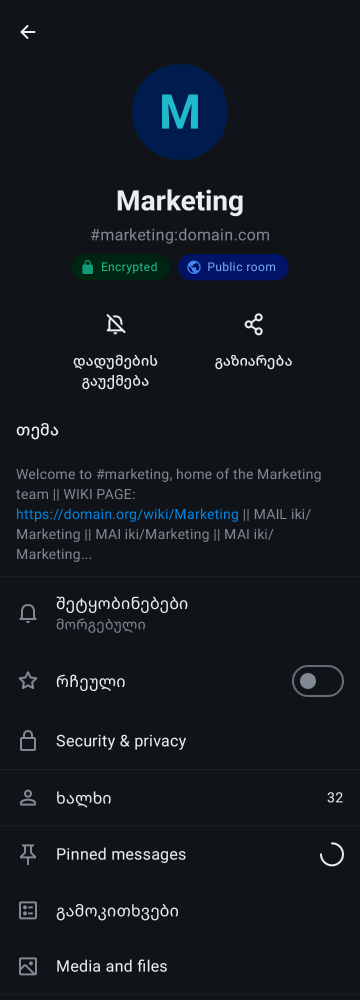 M
Marketing
#marketing:domain.com
Encrypted
Public room
დადუმების
გაუქმება
გაზიარება
თემა
Welcome to #marketing, home of the Marketing
team || WIKI PAGE:
https://domain.org/wiki/Marketing || MAIL iki/
Marketing || MAI iki/Marketing || MAI iki/
Marketing...
შეტყობინებები
მორგებული
რჩეული
Security & privacy
ხალხი 32
Pinned messages
გამოკითხვები
Media and files